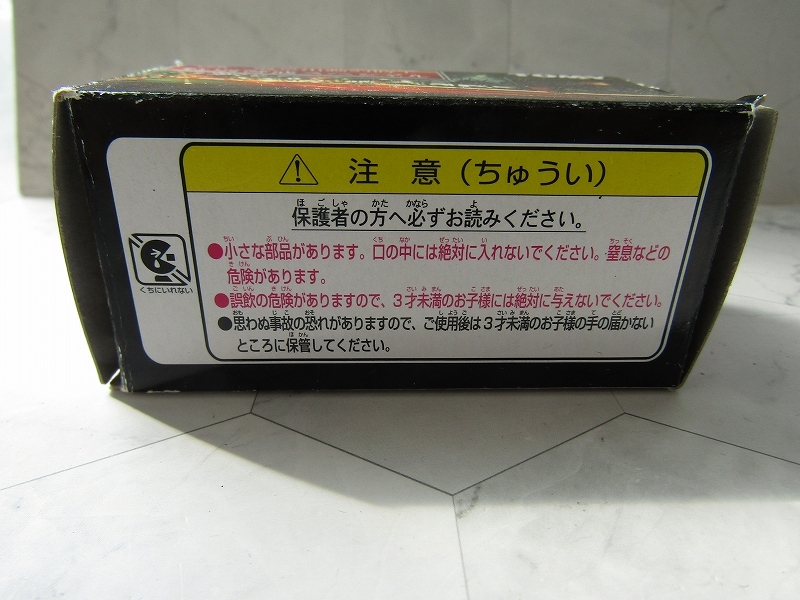 注 意（ちゅうい）
保護者の方へ必ずお読みください。
●小さな部品があります。口の中には絶対に入れないでください。窒息などの
危険があります。
●誤飲の危険がありますので、3才未満のお子様には絶対に与えないでください。
●思わぬ事故の恐れがありますので、ご使用後は3才未満のお子様の手の届かない
ところに保管してください。
くちにいれない